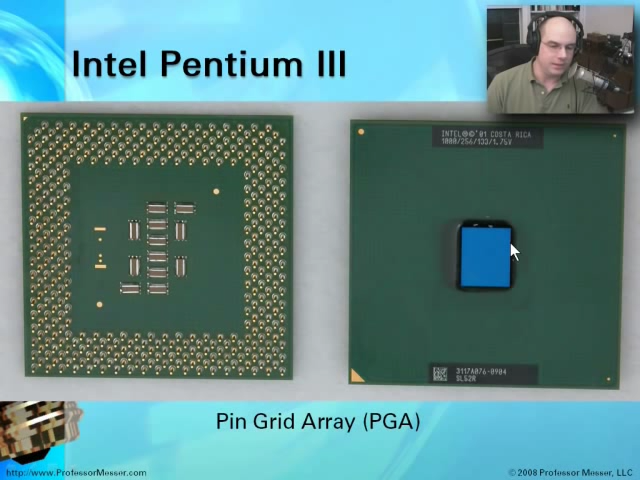 Intel Pentium III
INTEL®©'01 COSTA RICA
1000/256/133/1.75V
3117A076-0904
SL52R
Pin Grid Array (PGA)
http://www.ProfessorMesser.com
©2008 Professor Messer, LLC